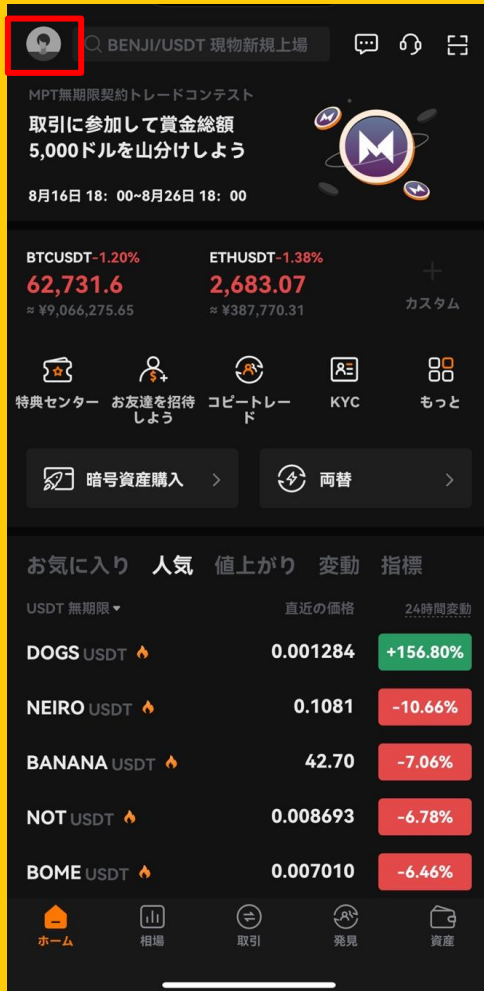 BENJI/USDT 現物新規上場
MPT無期限契約トレードコンテスト
取引に参加して賞金総額
5,000ドルを山分けしよう
8月16日 18：00~8月26日 18：00
BTCUSDT-1.20%
62,731.6
≈ ¥9,066,275.65
ETHUSDT-1.38%
2,683.07
≈ ¥387,770.31
カスタム
特典センター
お友達を招待
しよう
コピートレー
ド
KYC
もっと
暗号資産購入
両替
お気に入り 人気 値上がり 変動 指標
USDT 無期限 直近の価格 24時間変動
DOGS USDT 0.001284 +156.80%
NEIRO USDT 0.1081 -10.66%
BANANA USDT 42.70 -7.06%
NOT USDT 0.008693 -6.78%
BOME USDT 0.007010 -6.46%
ホーム 相場 取引 発見 資産